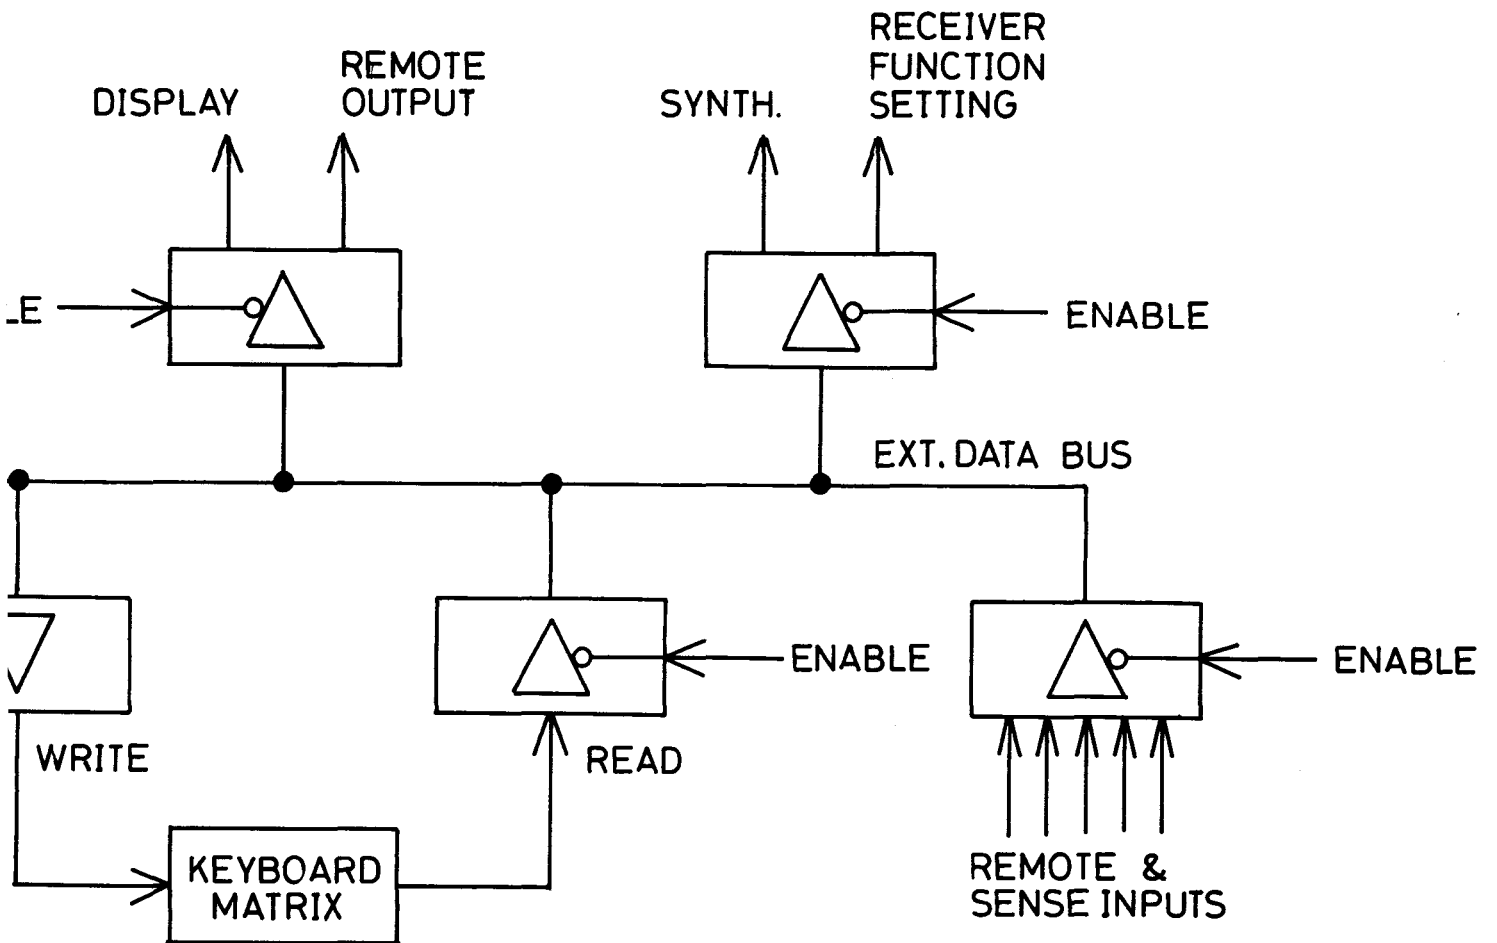 RECEIVER
FUNCTION
SETTING
REMOTE
OUTPUT
DISPLAY
SYNTH.
LE
ENABLE
EXT. DATA BUS
ENABLE
ENABLE
WRITE
READ
KEYBOARD
MATRIX
REMOTE &
SENSE INPUTS